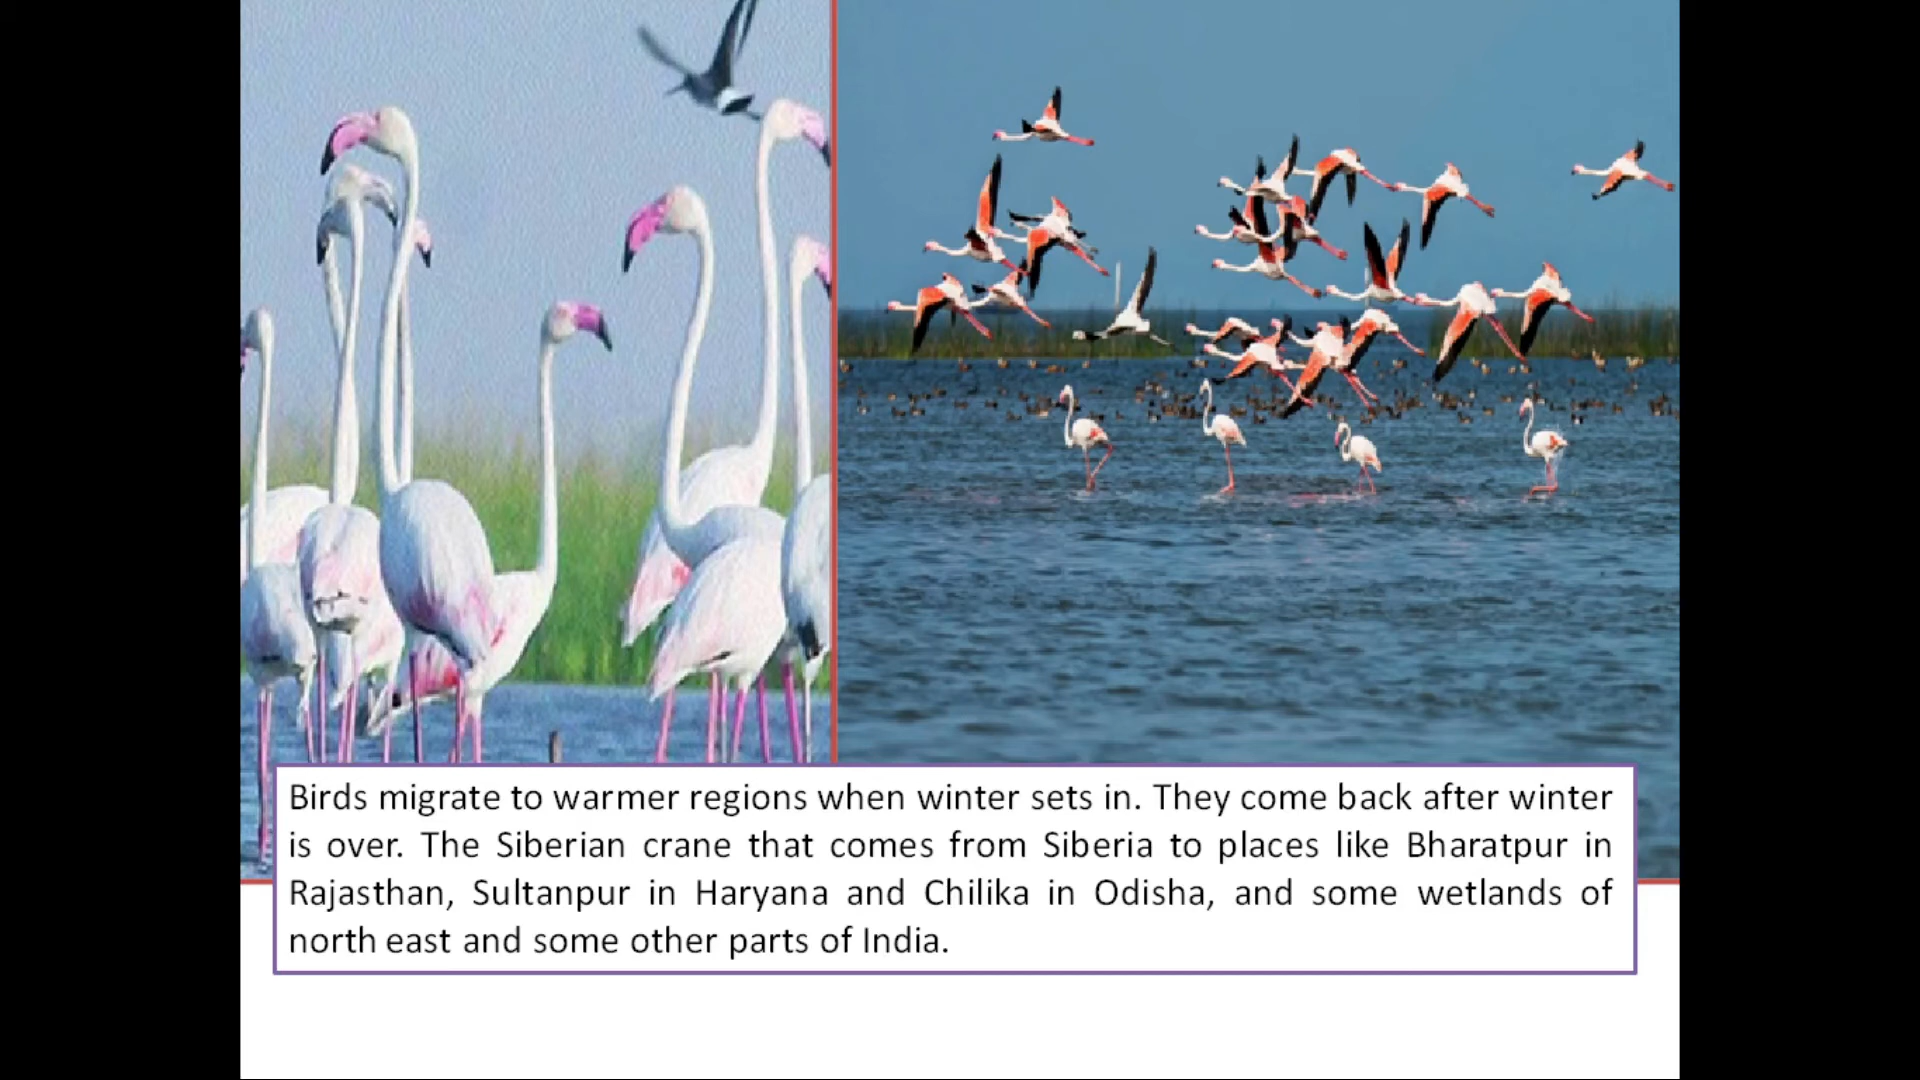 Birds migrate to warmer regions when winter sets in. They come back after winter
is over. The Siberian crane that comes from Siberia to places like Bharatpur in
Rajasthan, Sultanpur in Haryana and Chilika in Odisha, and some wetlands of
north east and some other parts of India.